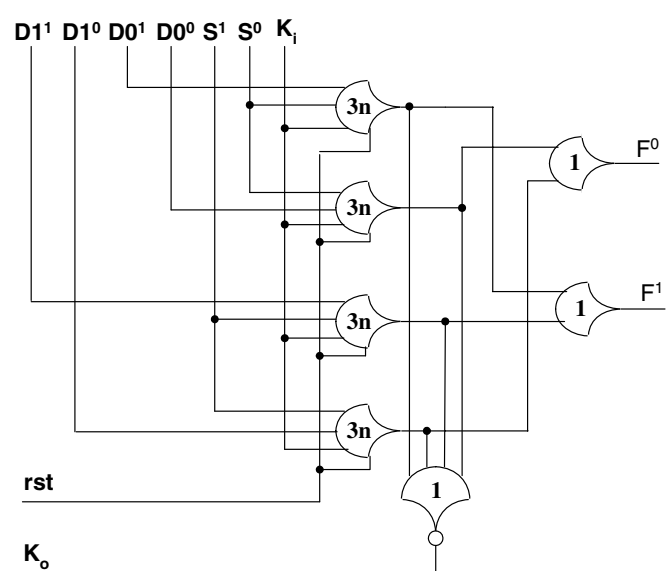 D1¹ D1⁰ D0¹ D0⁰ S¹ S⁰ Kᵢ
3n
1
F⁰
3n
F¹
3n
1
3n
rst
1
Kₒ